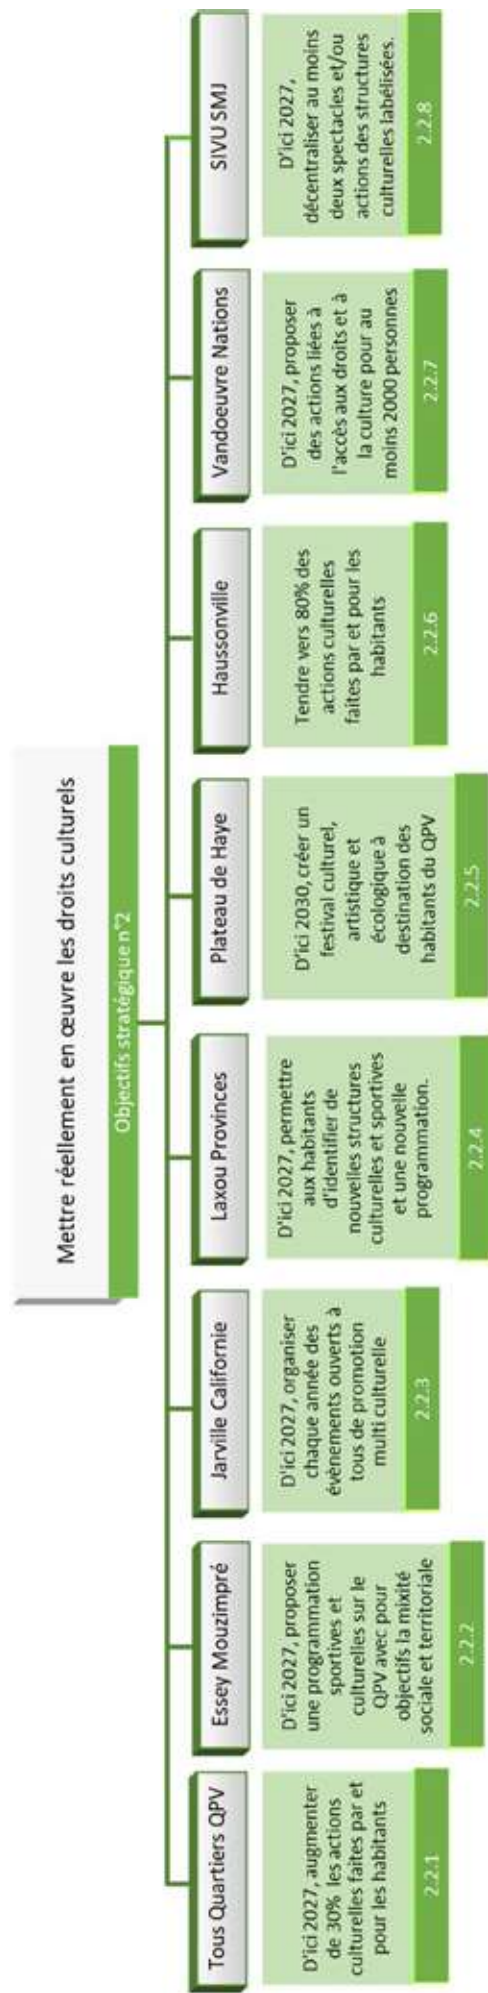 Mettre réellement en œuvre les droits culturels
Objectifs stratégique n°2
Tous Quartiers QPV
D'ici 2027, augmenter
de 30% les actions
culturelles faites par et
pour les habitants
2.2.1
Essey Mouzimpré
D'ici 2027, proposer
une programmation
sportives et
culturelles sur le
QPV avec pour
objectifs la mixité
sociale et territoriale
2.2.2
Jarville Californie
D'ici 2027, organiser
chaque année des
évènements ouverts à
tous de promotion
multi culturelle
2.2.3
Laxou Provinces
D'ici 2027, permettre
aux habitants
d'identifier de
nouvelles structures
culturelles et sportives
et une nouvelle
programmation.
2.2.4
Plateau de Haye
D'ici 2030, créer un
festival culturel,
artistique et
écologique à
destination des
habitants du QPV
2.2.5
Haussonville
Tendre vers 80% des
actions culturelles
faites par et pour les
habitants
2.2.6
Vandoeuvre Nations
D'ici 2027, proposer
des actions liées à
l'accès aux droits et à
la culture pour au
moins 2000 personnes
2.2.7
SIVU SMJ
D'ici 2027,
décentraliser au moins
deux spectacles et/ou
actions des structures
culturelles labélisées.
2.2.8